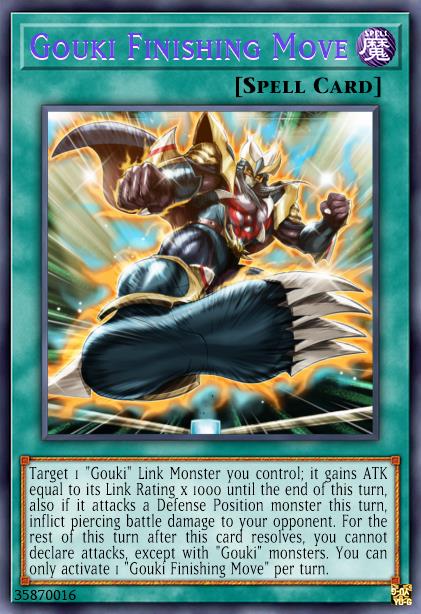 Gouki Finishing Move
SPELL
魔
[Spell Card]
Target 1 "Gouki" Link Monster you control; it gains ATK
equal to its Link Rating x 1000 until the end of this turn,
also if it attacks a Defense Position monster this turn,
inflict piercing battle damage to your opponent. For the
rest of this turn after this card resolves, you cannot
declare attacks, except with "Gouki" monsters. You can
only activate 1 "Gouki Finishing Move" per turn.
35870016